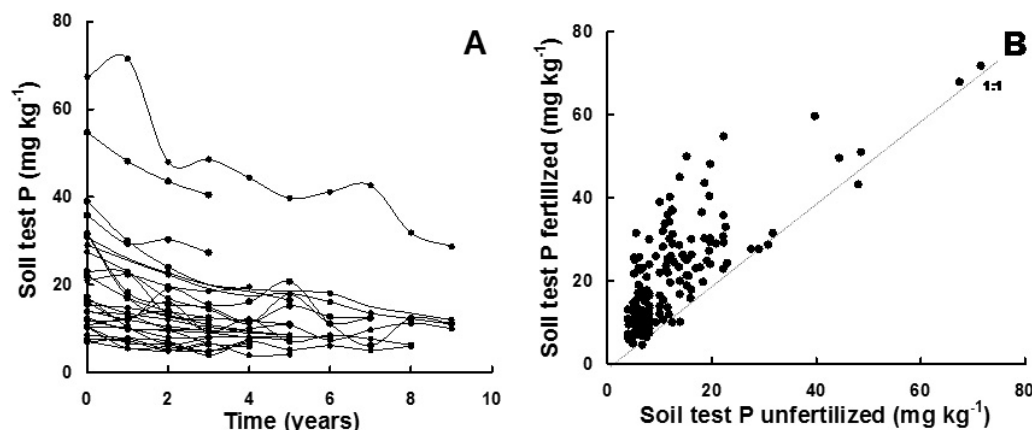 A
Soil test P (mg kg⁻¹)
80
60
40
20
0
0 2 4 6 8 10
Time (years)
B
Soil test P fertilized (mg kg⁻¹)
80
60
40
20
0
1:1
0 20 40 60 80
Soil test P unfertilized (mg kg⁻¹)